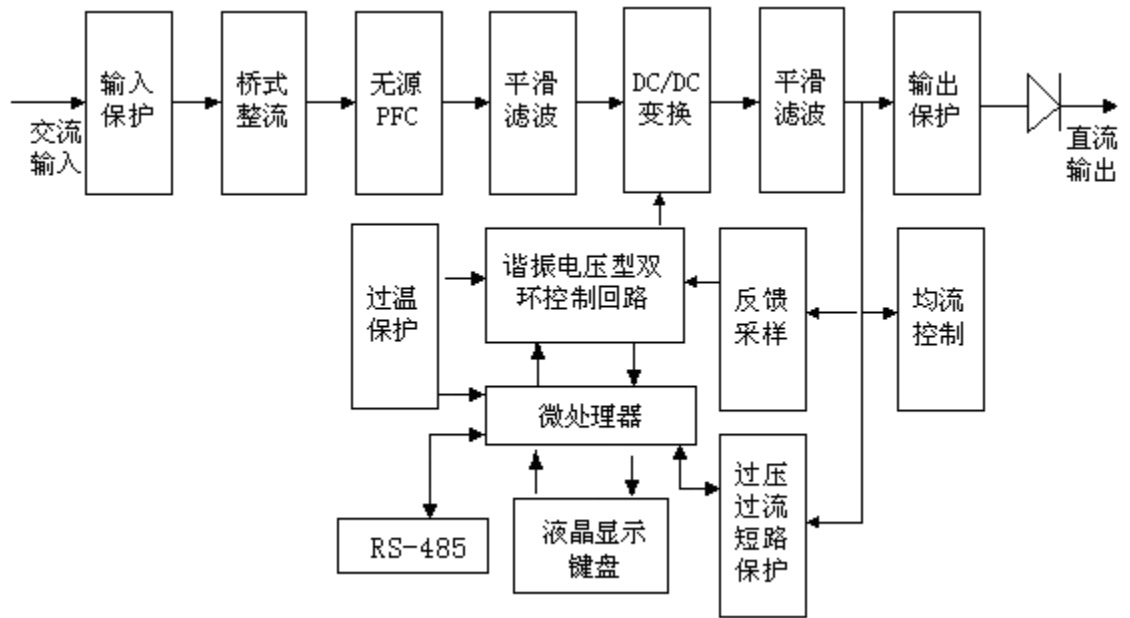 输入
保护
桥式
整流
无源
PFC
平滑
滤波
DC/DC
变换
平滑
滤波
输出
保护
交流
输入
直流
输出
过温
保护
谐振电压型双
环控制回路
反馈
采样
均流
控制
微处理器
RS-485
液晶显示
键盘
过压
过流
短路
保护